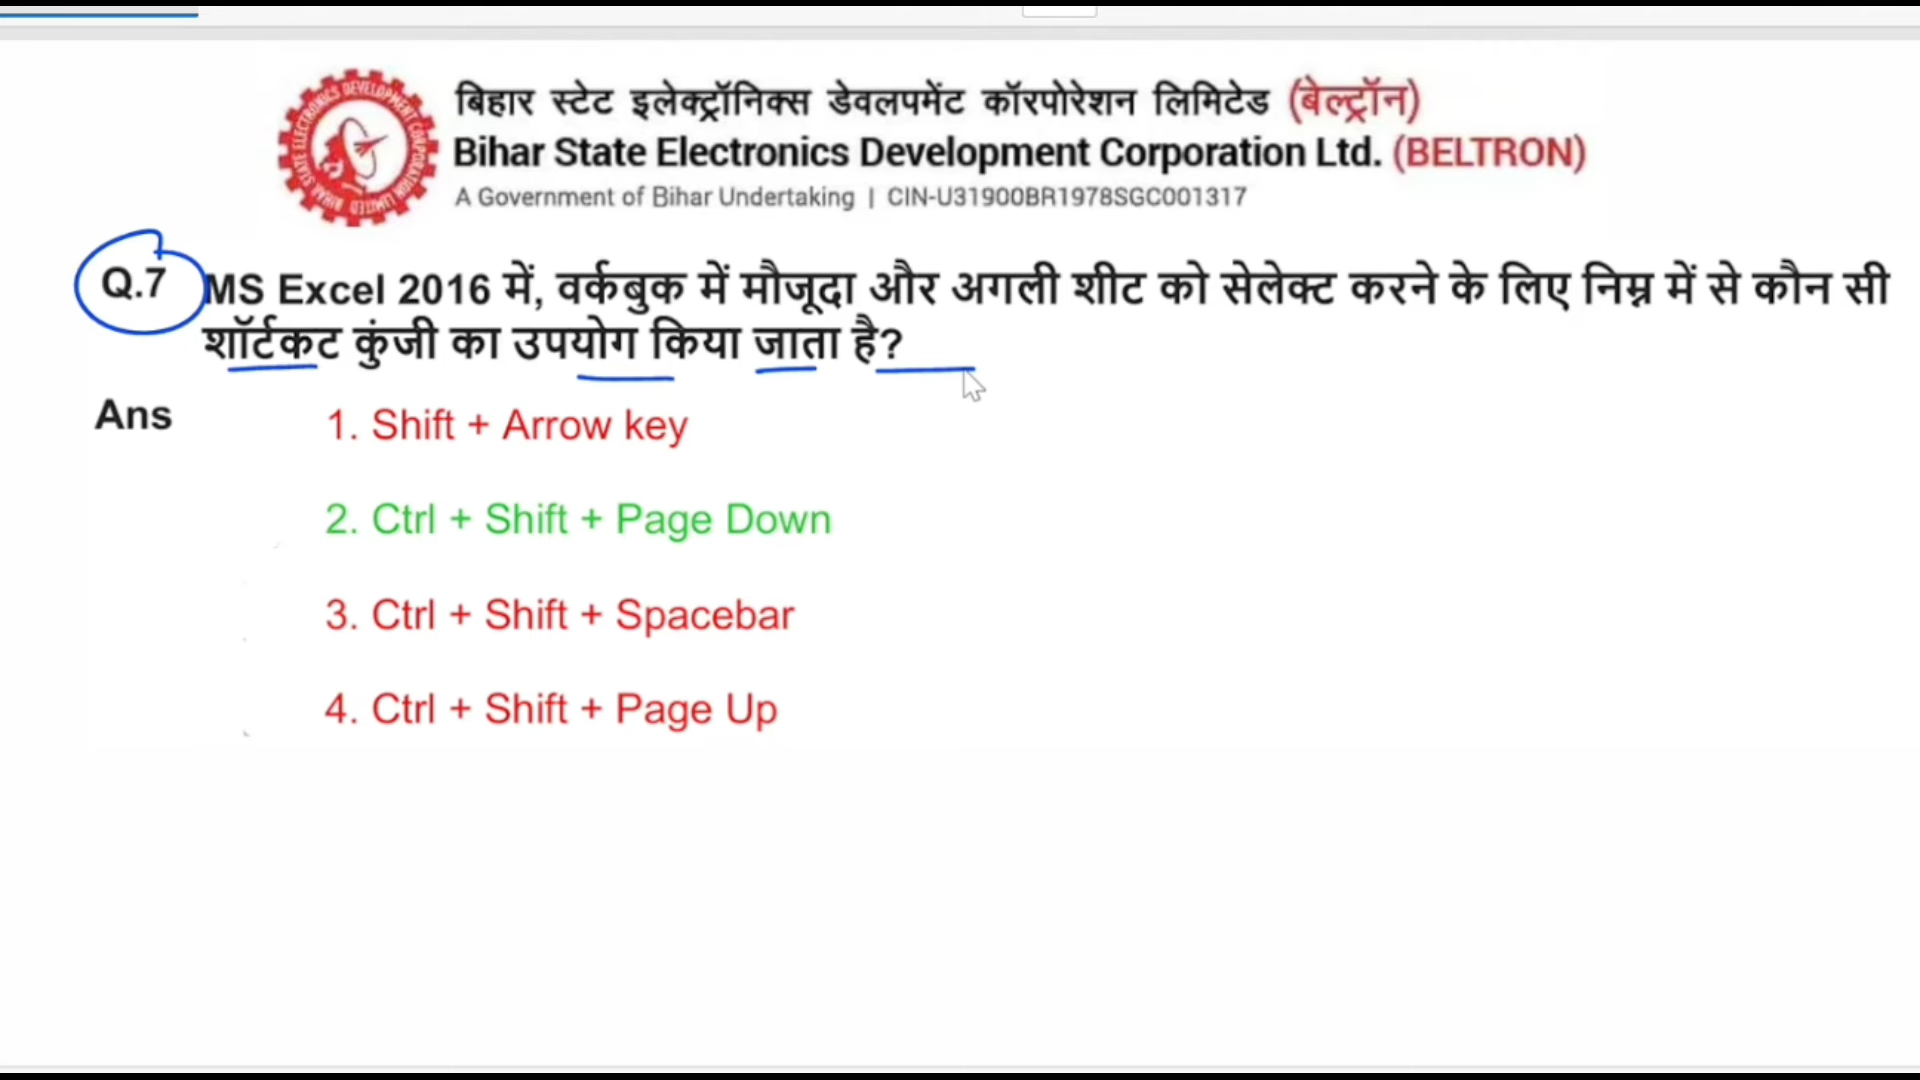 बिहार स्टेट इलेक्ट्रॉनिक्स डेवलपमेंट कॉरपोरेशन लिमिटेड (बेल्ट्रॉन)
Bihar State Electronics Development Corporation Ltd. (BELTRON)
A Government of Bihar Undertaking | CIN-U31900BR1978SGC001317
Q.7 MS Excel 2016 में, वर्कबुक में मौजूदा और अगली शीट को सेलेक्ट करने के लिए निम्न में से कौन सी
शॉर्टकट कुंजी का उपयोग किया जाता है?
Ans 1. Shift + Arrow key
2. Ctrl + Shift + Page Down
3. Ctrl + Shift + Spacebar
4. Ctrl + Shift + Page Up